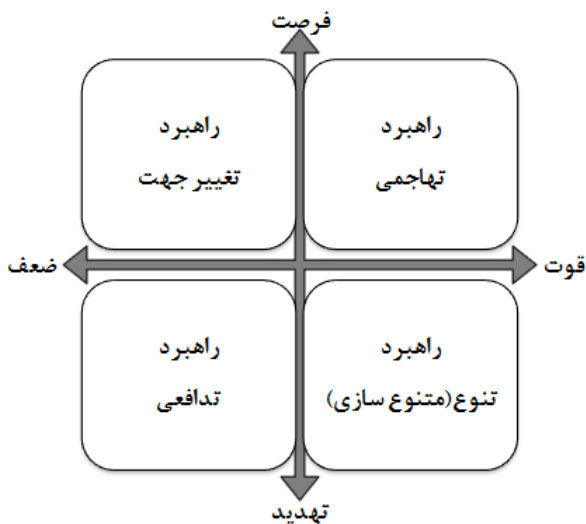 فرصت
راهبرد
تهاجمی
راهبرد
تغییر جهت
قوت
ضعف
راهبرد
تنوع(متنوع سازی)
راهبرد
تدافعی
تهدید